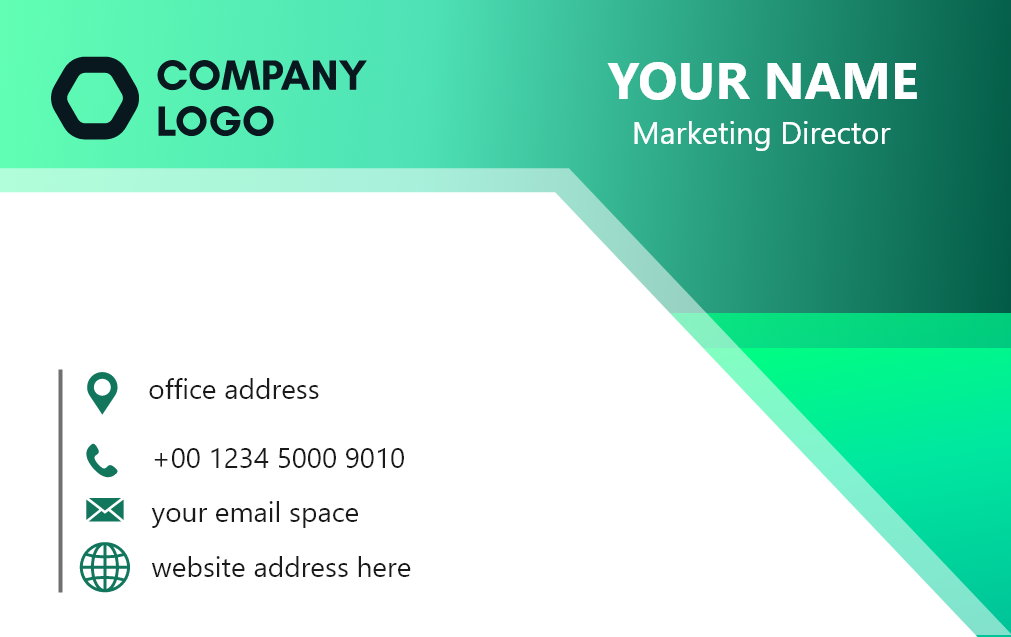 COMPANY
LOGO
YOUR NAME
Marketing Director
office address
+00 1234 5000 9010
your email space
website address here